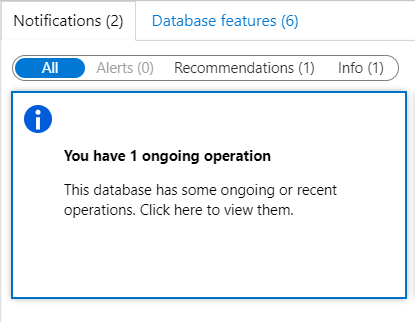 Notifications (2) Database features (6)
All Alerts (0) Recommendations (1) Info (1)
You have 1 ongoing operation
This database has some ongoing or recent
operations. Click here to view them.